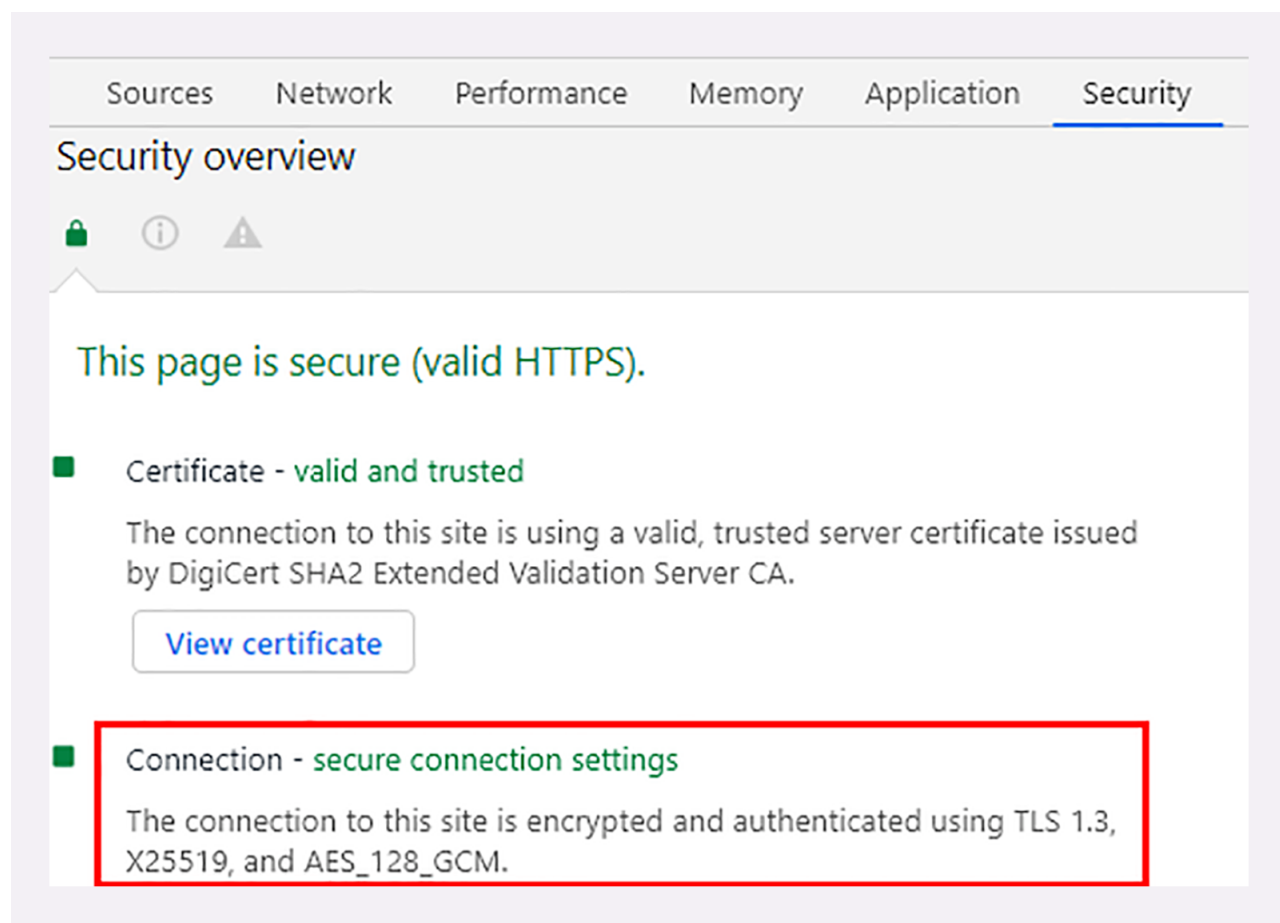 Sources Network Performance Memory Application Security
Security overview
This page is secure (valid HTTPS).
Certificate - valid and trusted
The connection to this site is using a valid, trusted server certificate issued
by DigiCert SHA2 Extended Validation Server CA.
View certificate
Connection - secure connection settings
The connection to this site is encrypted and authenticated using TLS 1.3,
X25519, and AES_128_GCM.